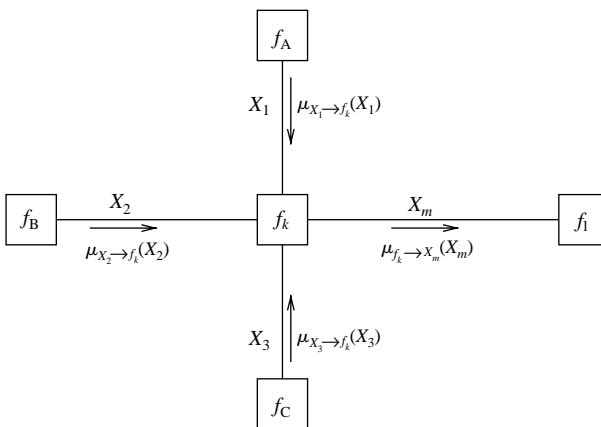 f_A
X_1 μ_{X_1→f_k}(X_1)
f_B X_2 f_k X_m f_l
μ_{X_2→f_k}(X_2) μ_{f_k→X_m}(X_m)
X_3 μ_{X_3→f_k}(X_3)
f_C